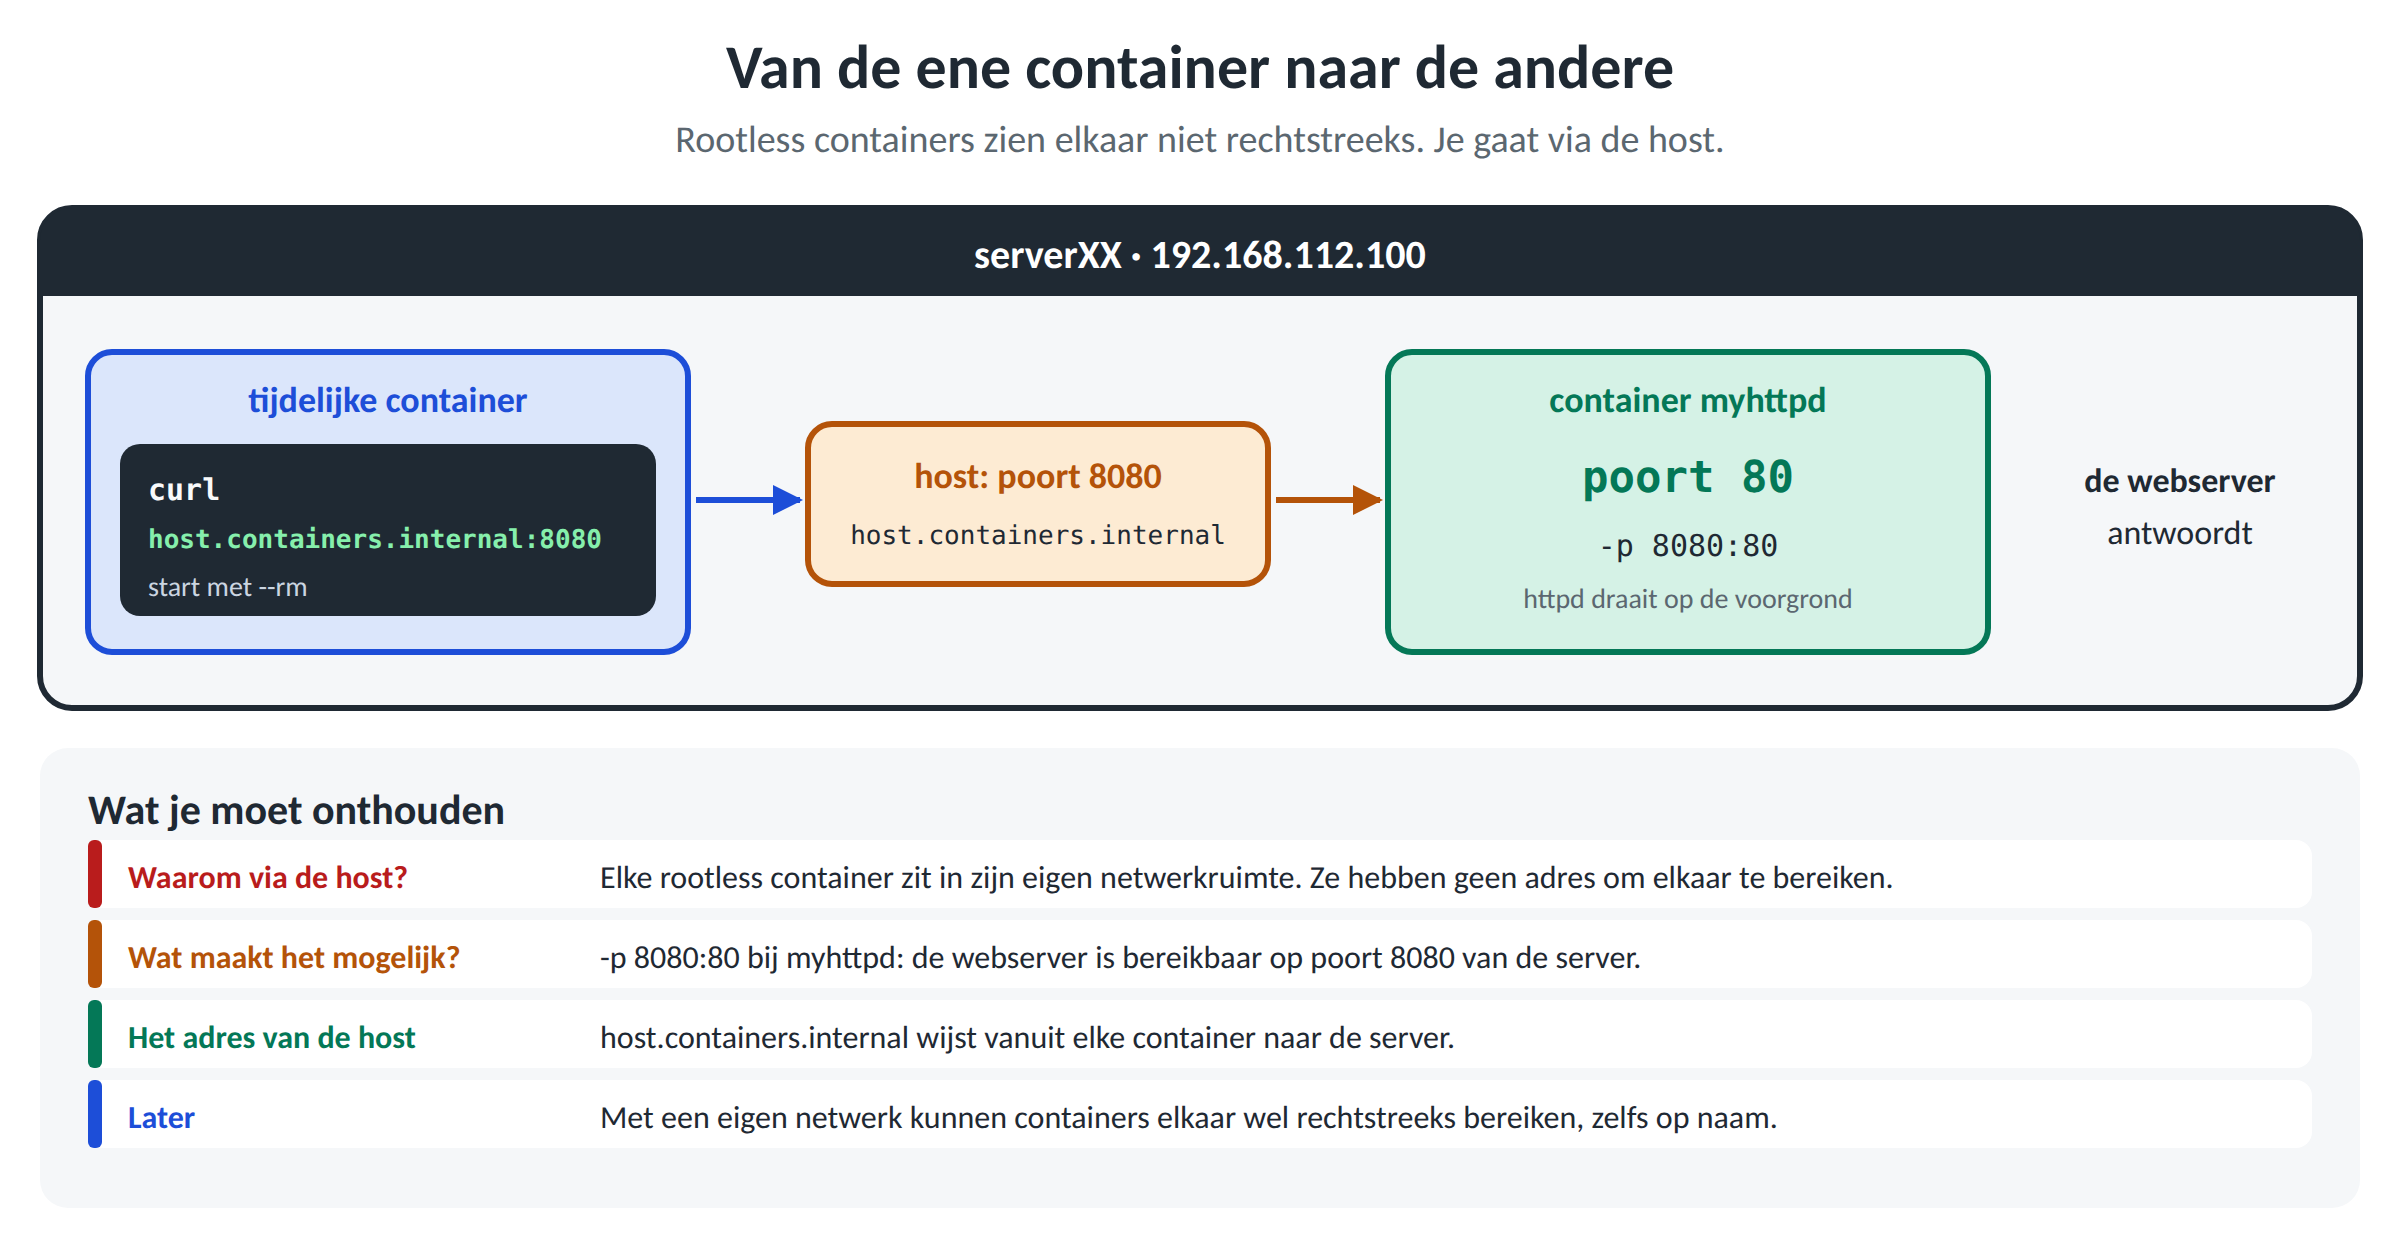 Van de ene container naar de andere
Rootless containers zien elkaar niet rechtstreeks. Je gaat via de host.
serverXX · 192.168.112.100
tijdelijke container
curl
host.containers.internal:8080
start met --rm
host: poort 8080
host.containers.internal
container myhttpd
poort 80
-p 8080:80
httpd draait op de voorgrond
de webserver
antwoordt
Wat je moet onthouden
Waarom via de host? Elke rootless container zit in zijn eigen netwerkruimte. Ze hebben geen adres om elkaar te bereiken.
Wat maakt het mogelijk? -p 8080:80 bij myhttpd: de webserver is bereikbaar op poort 8080 van de server.
Het adres van de host host.containers.internal wijst vanuit elke container naar de server.
Later Met een eigen netwerk kunnen containers elkaar wel rechtstreeks bereiken, zelfs op naam.